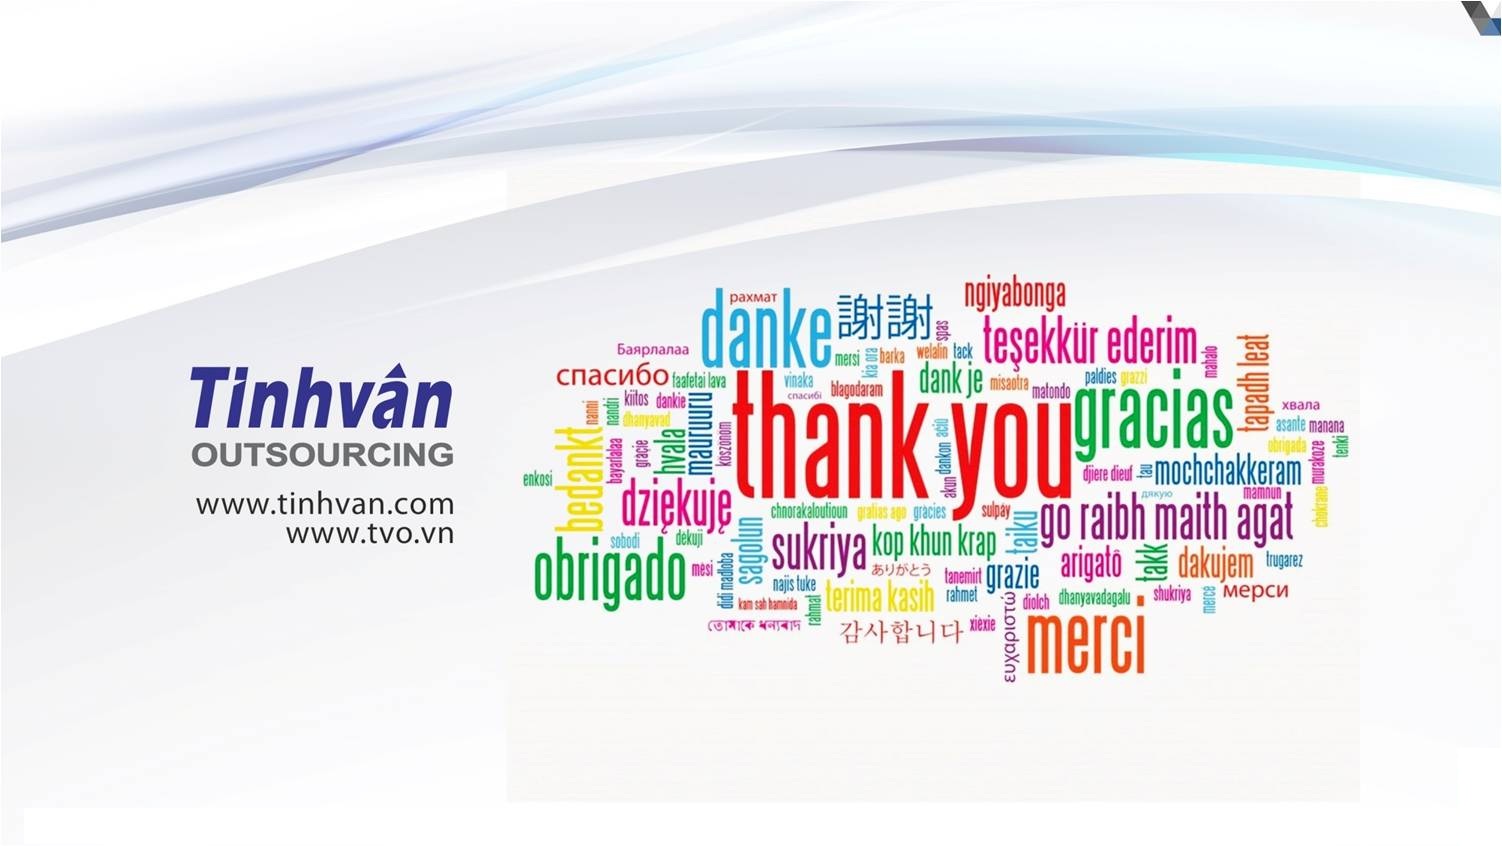 Tinhvân
OUTSOURCING
www.tinhvan.com
www.tvo.vn
ngiyabonga
рахмат
danke
謝謝
spas
teşekkür ederim
Баярлалаа
mersi
kia ora
barka
welalin
tack
mahalo
tapadh leat
спасибо
faafetai lava
vinaka
спасибі
blagodaram
dank je
misaotra
matondo
paldies
grazzi
nanni
nandri
kiitos
dankie
dhanyavad
mauruuru
thank you
gracias
хвала
asante
manana
obrigada
tenki
murakoze
bedankt
bayarlalaa
gracie
hvala
koszonom
aciu
dankon
akun
djiere dieuf
tau
mochchakkeram
дякую
mamnun
chokrane
enkosi
dziękuję
chnorakaloutioun
gratias ago
gracies
sulpáy
go raibh maith agat
sobodi
dekuji
sagolun
sukriya
kop khun krap
taiku
takk
obrigado
mesi
didi madloba
najis tuke
ありがとう
tanemirt
rahmet
grazie
arigatô
dakujem
trugarez
kam sah hamnida
rahmat
terima kasih
diolch
dhanyavadagalu
shukriya
merce
мерси
তোমাকে ধন্যবাদ
감사합니다
xièxie
ευχαριστώ
merci